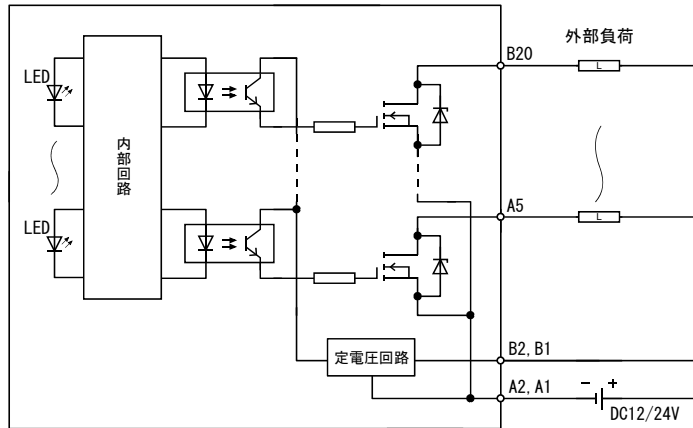 B20
外部負荷
LED
L
内部回路
LED
A5
L
定電圧回路
B2, B1
A2, A1
− +
DC12/24V